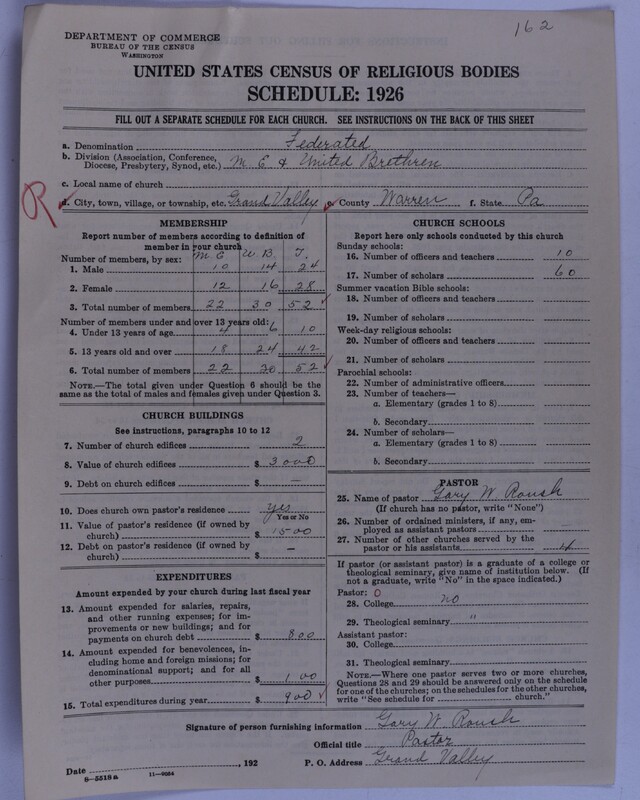 162
DEPARTMENT OF COMMERCE
BUREAU OF THE CENSUS
WASHINGTON
UNITED STATES CENSUS OF RELIGIOUS BODIES
SCHEDULE: 1926
FILL OUT A SEPARATE SCHEDULE FOR EACH CHURCH. SEE INSTRUCTIONS ON THE BACK OF THIS SHEET
a. Denomination Federated
b. Division (Association, Conference, Diocese, Presbytery, Synod, etc.) M E & United Brethren
c. Local name of church
R
d. City, town, village, or township, etc. Grand Valley e. County Warren f. State Pa
MEMBERSHIP
Report number of members according to definition of
member in your church
M E U B T.
Number of members, by sex:
1. Male 10 14 24
2. Female 12 16 28
3. Total number of members 22 30 52
Number of members under and over 13 years old:
4. Under 13 years of age 4 6 10
5. 13 years old and over 18 24 42
6. Total number of members 22 30 52
NOTE.—The total given under Question 6 should be the
same as the total of males and females given under Question 3.
CHURCH BUILDINGS
See instructions, paragraphs 10 to 12
7. Number of church edifices 2
8. Value of church edifices $ 3000
9. Debt on church edifices $ —
10. Does church own pastor's residence yes
Yes or No
11. Value of pastor's residence (if owned by
church) $ 1500
12. Debt on pastor's residence (if owned by
church) $ —
EXPENDITURES
Amount expended by your church during last fiscal year
13. Amount expended for salaries, repairs,
and other running expenses; for im-
provements or new buildings; and for
payments on church debt $ 800
14. Amount expended for benevolences, in-
cluding home and foreign missions; for
denominational support; and for all
other purposes $ 100
15. Total expenditures during year $ 900
CHURCH SCHOOLS
Report here only schools conducted by this church
Sunday schools:
16. Number of officers and teachers 10
17. Number of scholars 60
Summer vacation Bible schools:
18. Number of officers and teachers
19. Number of scholars
Week-day religious schools:
20. Number of officers and teachers
21. Number of scholars
Parochial schools:
22. Number of administrative officers
23. Number of teachers—
a. Elementary (grades 1 to 8)
b. Secondary
24. Number of scholars—
a. Elementary (grades 1 to 8)
b. Secondary
PASTOR
25. Name of pastor Gary W. Roush
(If church has no pastor, write "None")
26. Number of ordained ministers, if any, em-
ployed as assistant pastors
27. Number of other churches served by the
pastor or his assistants 4
If pastor (or assistant pastor) is a graduate of a college or
theological seminary, give name of institution below. (If
not a graduate, write "No" in the space indicated.)
Pastor: 0
28. College no
29. Theological seminary "
Assistant pastor:
30. College
31. Theological seminary
NOTE.—Where one pastor serves two or more churches,
Questions 28 and 29 should be answered only on the schedule
for one of the churches; on the schedules for the other churches,
write "See schedule for church."
Signature of person furnishing information Gary W. Roush
Official title Pastor
Date , 192 P. O. Address Grand Valley
8—5518a 11—9084